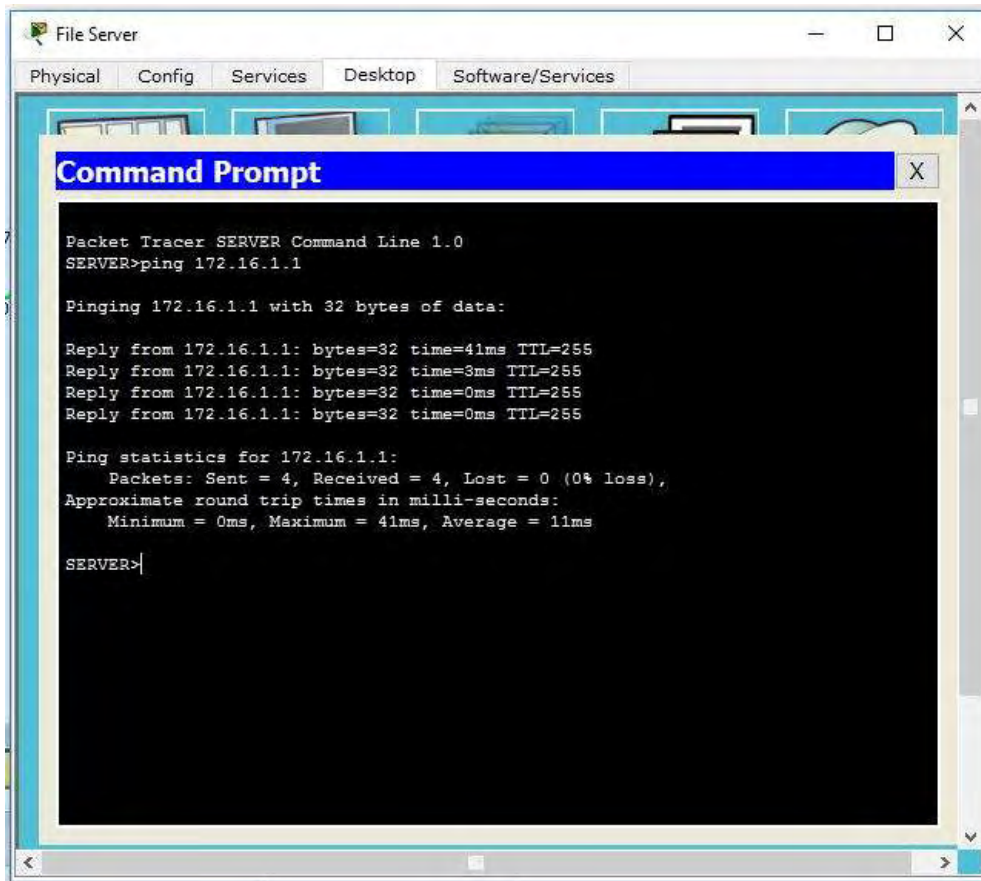 File Server
Physical Config Services Desktop Software/Services
Command Prompt
X
Packet Tracer SERVER Command Line 1.0
SERVER>ping 172.16.1.1
Pinging 172.16.1.1 with 32 bytes of data:
Reply from 172.16.1.1: bytes=32 time=41ms TTL=255
Reply from 172.16.1.1: bytes=32 time=3ms TTL=255
Reply from 172.16.1.1: bytes=32 time=0ms TTL=255
Reply from 172.16.1.1: bytes=32 time=0ms TTL=255
Ping statistics for 172.16.1.1:
Packets: Sent = 4, Received = 4, Lost = 0 (0% loss),
Approximate round trip times in milli-seconds:
Minimum = 0ms, Maximum = 41ms, Average = 11ms
SERVER>